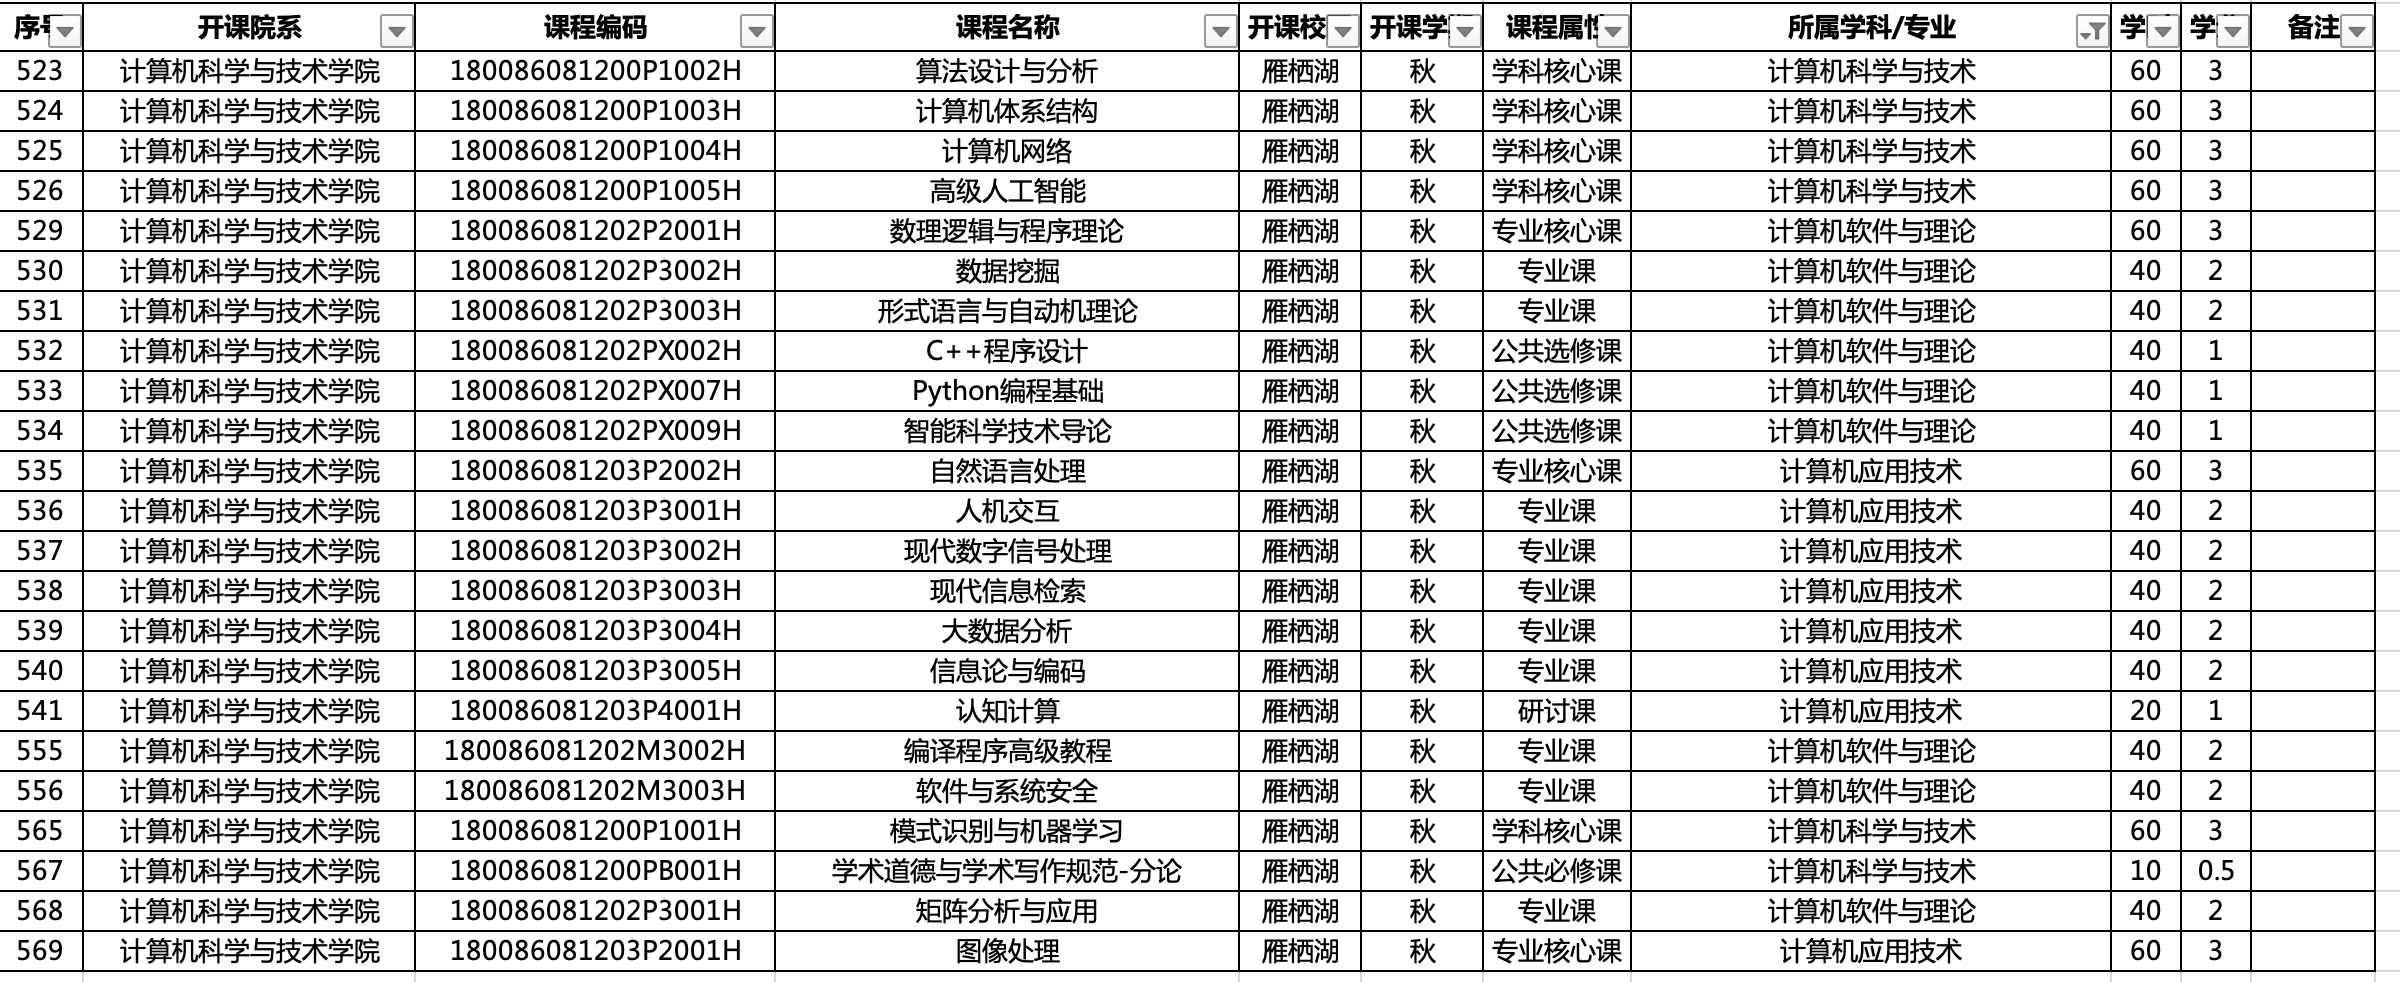 序号 开课院系 课程编码 课程名称 开课校 开课学 课程属性 所属学科/专业 学 学 备注
523 计算机科学与技术学院 180086081200P1002H 算法设计与分析 雁栖湖 秋 学科核心课 计算机科学与技术 60 3
524 计算机科学与技术学院 180086081200P1003H 计算机体系结构 雁栖湖 秋 学科核心课 计算机科学与技术 60 3
525 计算机科学与技术学院 180086081200P1004H 计算机网络 雁栖湖 秋 学科核心课 计算机科学与技术 60 3
526 计算机科学与技术学院 180086081200P1005H 高级人工智能 雁栖湖 秋 学科核心课 计算机科学与技术 60 3
529 计算机科学与技术学院 180086081202P2001H 数理逻辑与程序理论 雁栖湖 秋 专业核心课 计算机软件与理论 60 3
530 计算机科学与技术学院 180086081202P3002H 数据挖掘 雁栖湖 秋 专业课 计算机软件与理论 40 2
531 计算机科学与技术学院 180086081202P3003H 形式语言与自动机理论 雁栖湖 秋 专业课 计算机软件与理论 40 2
532 计算机科学与技术学院 180086081202PX002H C++程序设计 雁栖湖 秋 公共选修课 计算机软件与理论 40 1
533 计算机科学与技术学院 180086081202PX007H Python编程基础 雁栖湖 秋 公共选修课 计算机软件与理论 40 1
534 计算机科学与技术学院 180086081202PX009H 智能科学技术导论 雁栖湖 秋 公共选修课 计算机软件与理论 40 1
535 计算机科学与技术学院 180086081203P2002H 自然语言处理 雁栖湖 秋 专业核心课 计算机应用技术 60 3
536 计算机科学与技术学院 180086081203P3001H 人机交互 雁栖湖 秋 专业课 计算机应用技术 40 2
537 计算机科学与技术学院 180086081203P3002H 现代数字信号处理 雁栖湖 秋 专业课 计算机应用技术 40 2
538 计算机科学与技术学院 180086081203P3003H 现代信息检索 雁栖湖 秋 专业课 计算机应用技术 40 2
539 计算机科学与技术学院 180086081203P3004H 大数据分析 雁栖湖 秋 专业课 计算机应用技术 40 2
540 计算机科学与技术学院 180086081203P3005H 信息论与编码 雁栖湖 秋 专业课 计算机应用技术 40 2
541 计算机科学与技术学院 180086081203P4001H 认知计算 雁栖湖 秋 研讨课 计算机应用技术 20 1
555 计算机科学与技术学院 180086081202M3002H 编译程序高级教程 雁栖湖 秋 专业课 计算机软件与理论 40 2
556 计算机科学与技术学院 180086081202M3003H 软件与系统安全 雁栖湖 秋 专业课 计算机软件与理论 40 2
565 计算机科学与技术学院 180086081200P1001H 模式识别与机器学习 雁栖湖 秋 学科核心课 计算机科学与技术 60 3
567 计算机科学与技术学院 180086081200PB001H 学术道德与学术写作规范-分论 雁栖湖 秋 公共必修课 计算机科学与技术 10 0.5
568 计算机科学与技术学院 180086081202P3001H 矩阵分析与应用 雁栖湖 秋 专业课 计算机软件与理论 40 2
569 计算机科学与技术学院 180086081203P2001H 图像处理 雁栖湖 秋 专业核心课 计算机应用技术 60 3